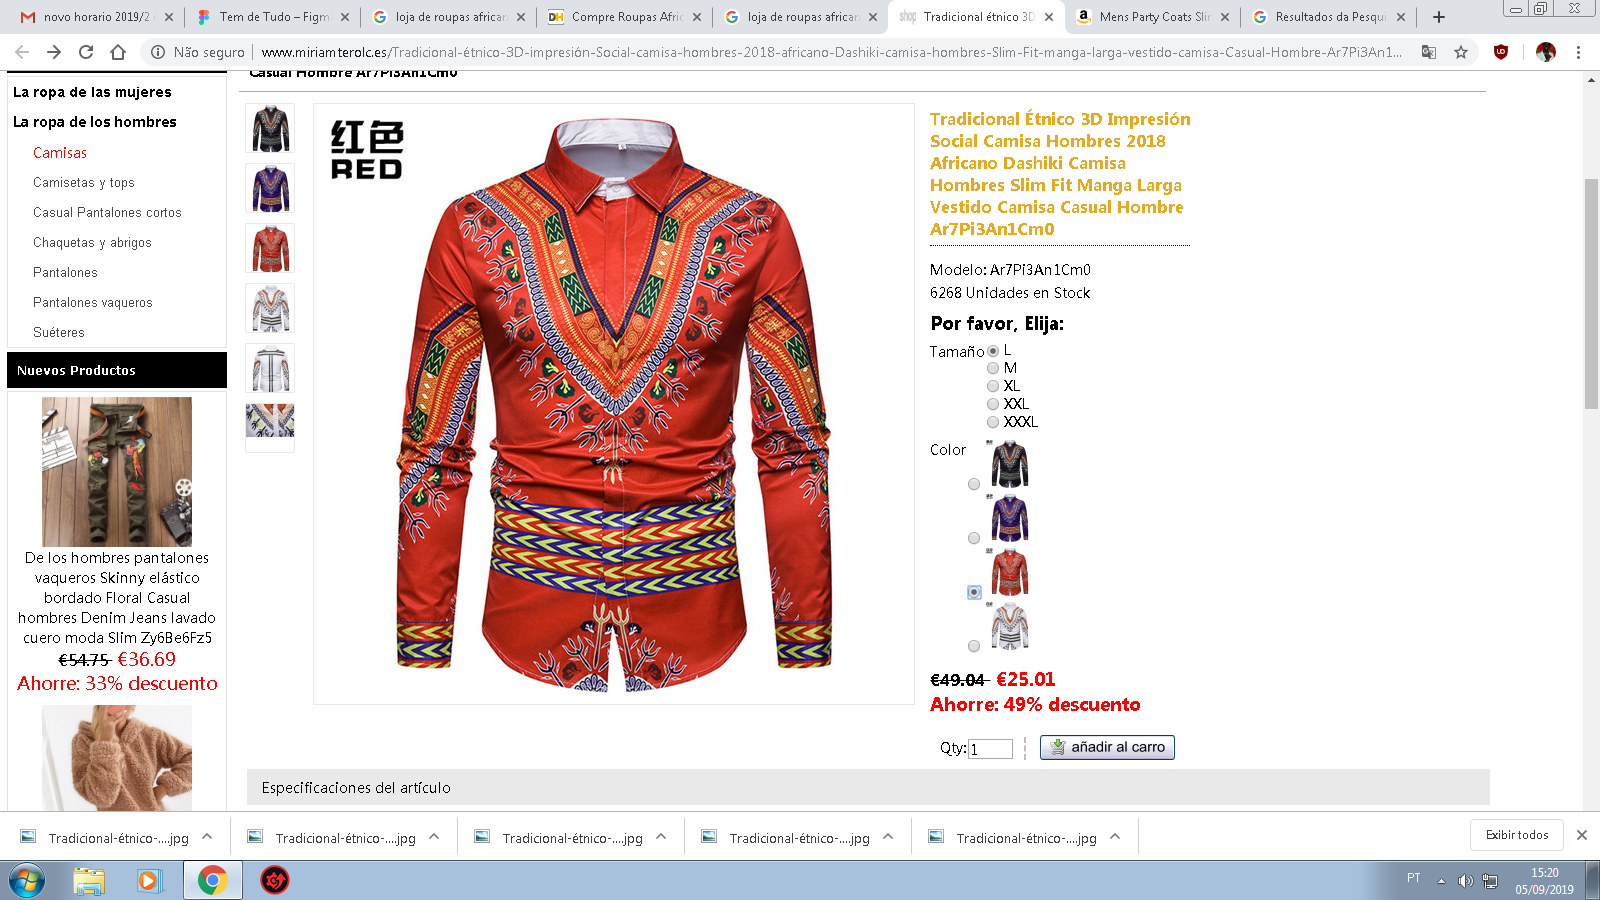 novo horario 2019/2
Tem de Tudo – Figm
loja de roupas african
Compre Roupas Afric
loja de roupas african
Tradicional étnico 3D
Mens Party Coats Slin
Resultados da Pesqui
Não seguro
www.miriamterolc.es/Tradicional-étnico-3D-impresión-Social-camisa-hombres-2018-africano-Dashiki-camisa-hombres-Slim-Fit-manga-larga-vestido-camisa-Casual-Hombre-Ar7Pi3An1...
Casual Hombre Ar7Pi3An1Cm0
La ropa de las mujeres
La ropa de los hombres
Camisas
Camisetas y tops
Casual Pantalones cortos
Chaquetas y abrigos
Pantalones
Pantalones vaqueros
Suéteres
Nuevos Productos
De los hombres pantalones
vaqueros Skinny elástico
bordado Floral Casual
hombres Denim Jeans lavado
cuero moda Slim Zy6Be6Fz5
€54.75 €36.69
Ahorre: 33% descuento
红色
RED
Tradicional Étnico 3D Impresión
Social Camisa Hombres 2018
Africano Dashiki Camisa
Hombres Slim Fit Manga Larga
Vestido Camisa Casual Hombre
Ar7Pi3An1Cm0
Modelo: Ar7Pi3An1Cm0
6268 Unidades en Stock
Por favor, Elija:
Tamaño L
M
XL
XXL
XXXL
Color
€49.04 €25.01
Ahorre: 49% descuento
Qty: 1 añadir al carro
Especificaciones del artículo
Tradicional-étnico-....jpg
Tradicional-étnico-....jpg
Tradicional-étnico-....jpg
Tradicional-étnico-....jpg
Tradicional-étnico-....jpg
Exibir todos
PT
15:20
05/09/2019